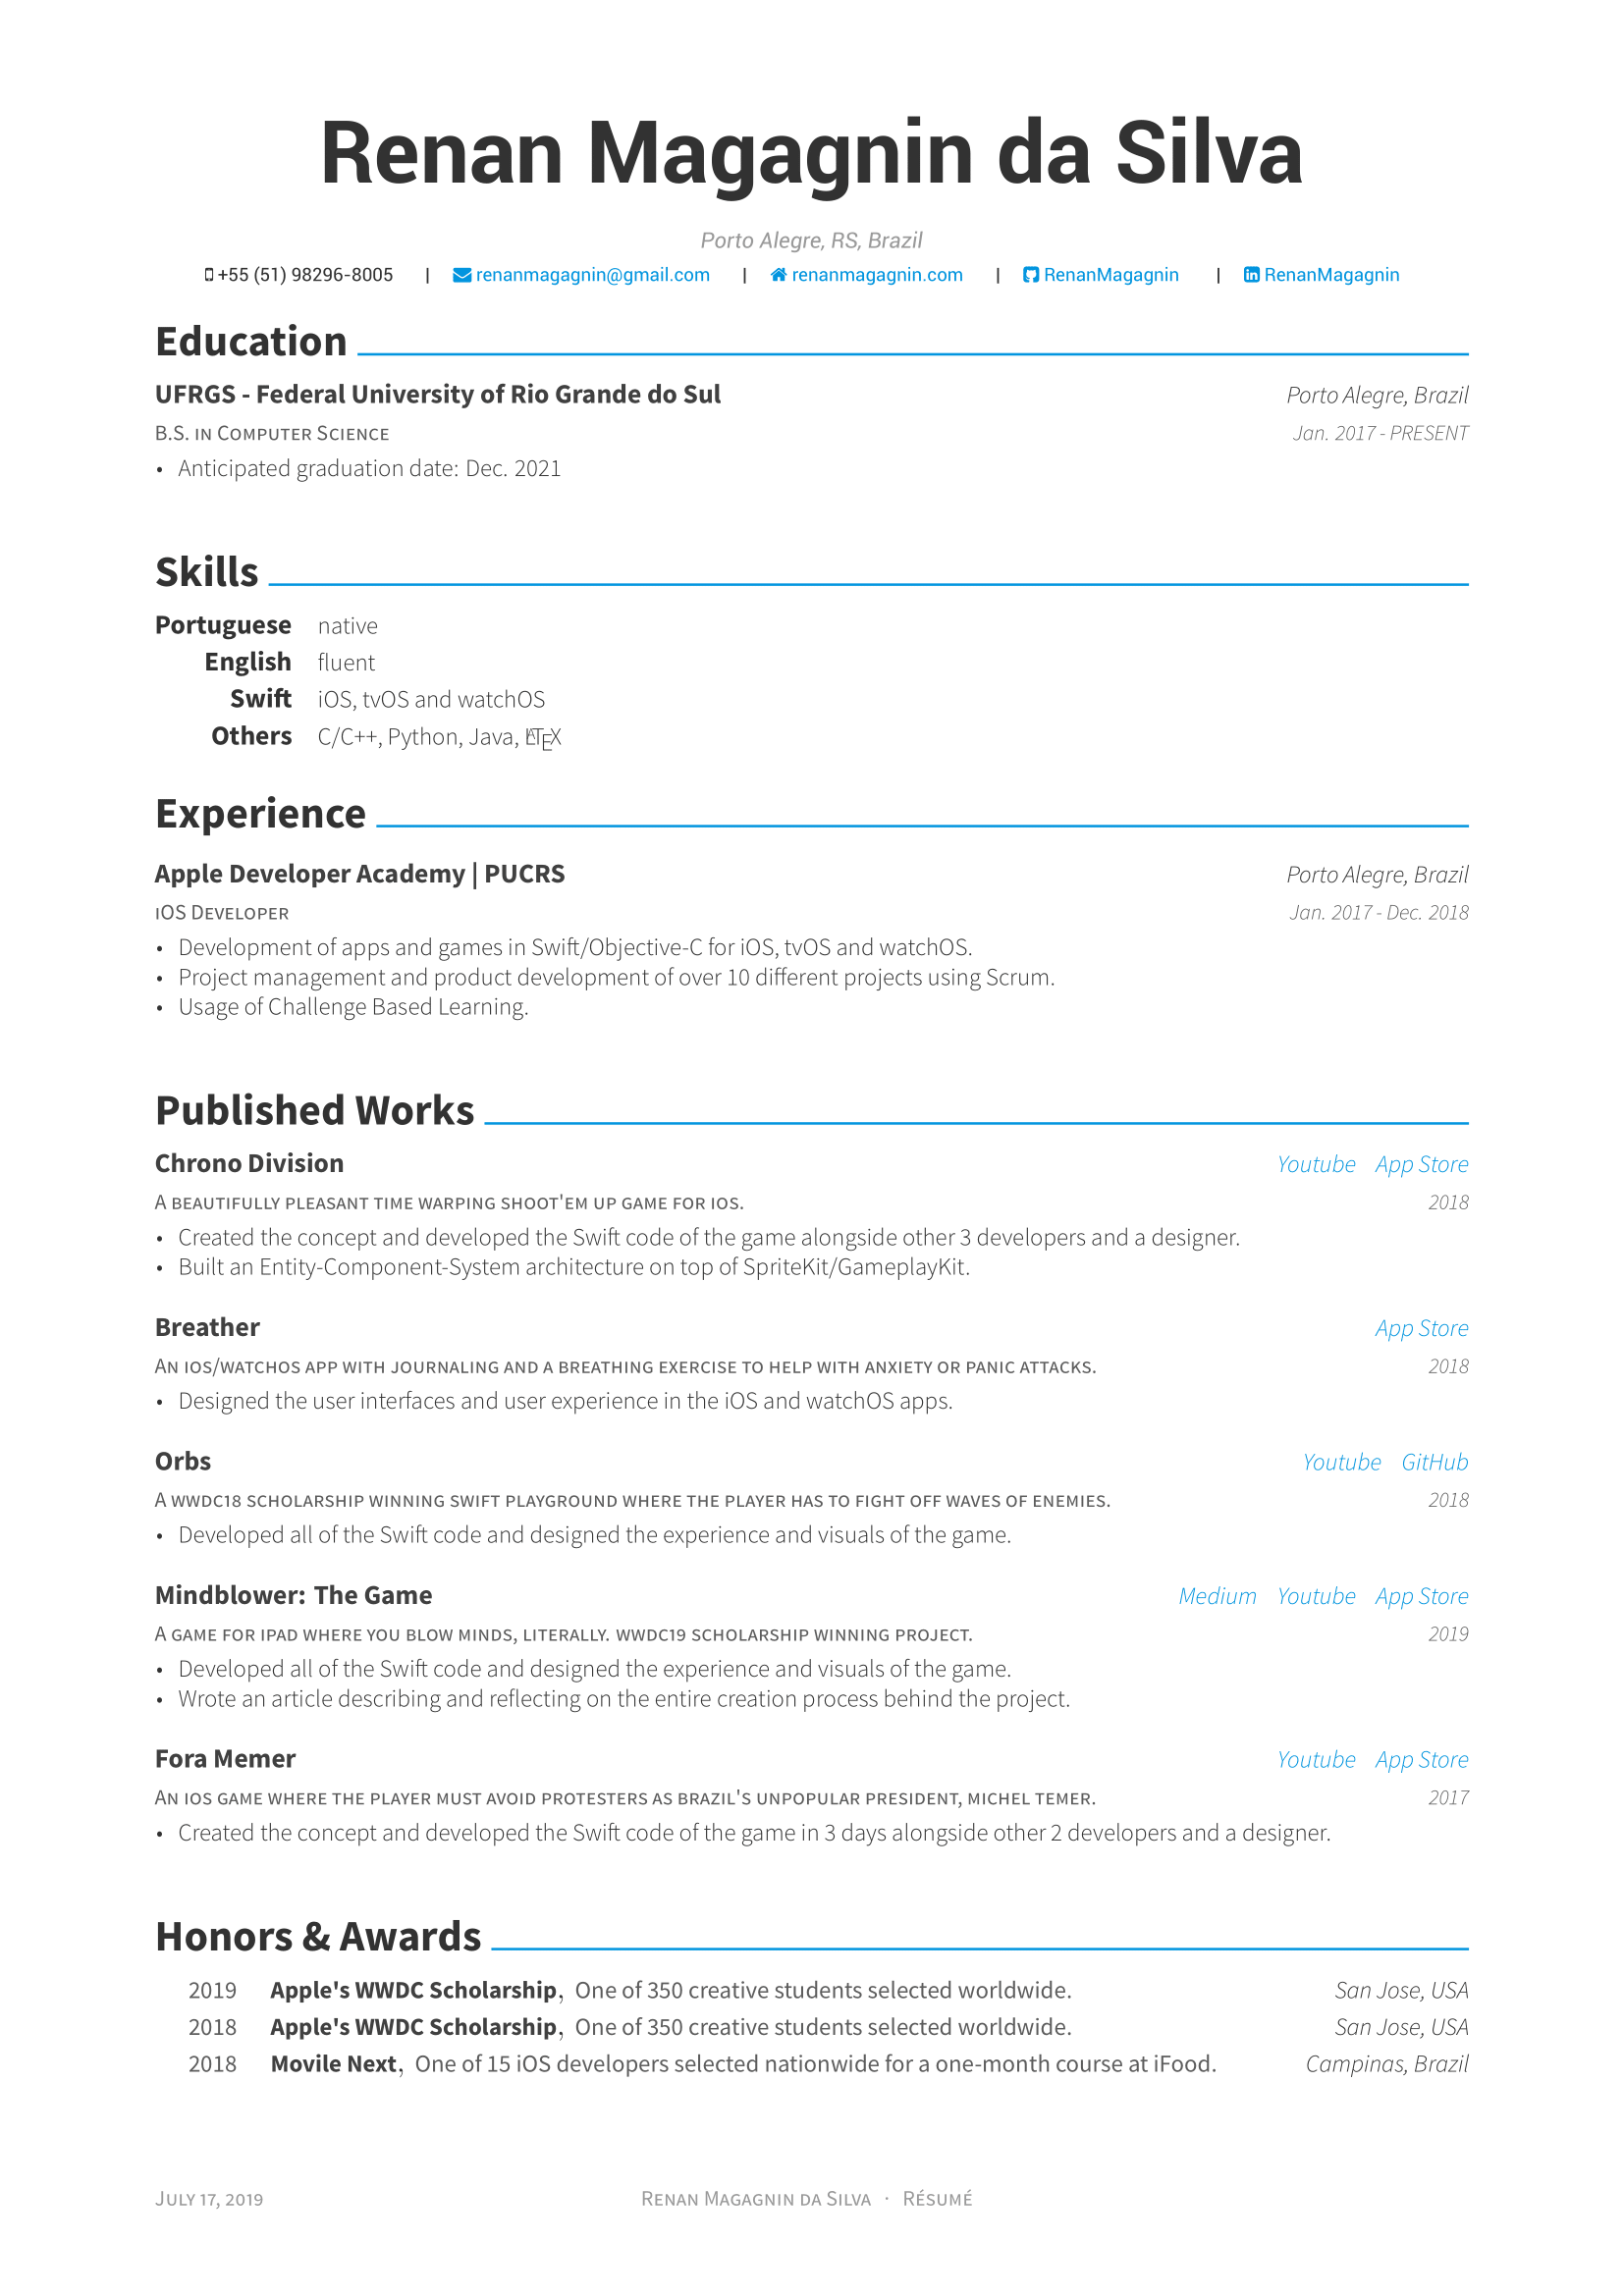 Renan Magagnin da Silva
Porto Alegre, RS, Brazil
+55 (51) 98296-8005 | renanmagagnin@gmail.com | renanmagagnin.com | RenanMagagnin | RenanMagagnin
Education
UFRGS - Federal University of Rio Grande do Sul Porto Alegre, Brazil
B.S. in Computer Science Jan. 2017 - PRESENT
• Anticipated graduation date: Dec. 2021
Skills
Portuguese native
English fluent
Swift iOS, tvOS and watchOS
Others C/C++, Python, Java, LATEX
Experience
Apple Developer Academy | PUCRS Porto Alegre, Brazil
iOS Developer Jan. 2017 - Dec. 2018
• Development of apps and games in Swift/Objective-C for iOS, tvOS and watchOS.
• Project management and product development of over 10 different projects using Scrum.
• Usage of Challenge Based Learning.
Published Works
Chrono Division Youtube App Store
A beautifully pleasant time warping shoot'em up game for ios. 2018
• Created the concept and developed the Swift code of the game alongside other 3 developers and a designer.
• Built an Entity-Component-System architecture on top of SpriteKit/GameplayKit.
Breather App Store
An ios/watchos app with journaling and a breathing exercise to help with anxiety or panic attacks. 2018
• Designed the user interfaces and user experience in the iOS and watchOS apps.
Orbs Youtube GitHub
A wwdc18 scholarship winning swift playground where the player has to fight off waves of enemies. 2018
• Developed all of the Swift code and designed the experience and visuals of the game.
Mindblower: The Game Medium Youtube App Store
A game for ipad where you blow minds, literally. wwdc19 scholarship winning project. 2019
• Developed all of the Swift code and designed the experience and visuals of the game.
• Wrote an article describing and reflecting on the entire creation process behind the project.
Fora Memer Youtube App Store
An ios game where the player must avoid protesters as brazil's unpopular president, michel temer. 2017
• Created the concept and developed the Swift code of the game in 3 days alongside other 2 developers and a designer.
Honors & Awards
2019 Apple's WWDC Scholarship, One of 350 creative students selected worldwide. San Jose, USA
2018 Apple's WWDC Scholarship, One of 350 creative students selected worldwide. San Jose, USA
2018 Movile Next, One of 15 iOS developers selected nationwide for a one-month course at iFood. Campinas, Brazil
July 17, 2019 Renan Magagnin da Silva · Résumé